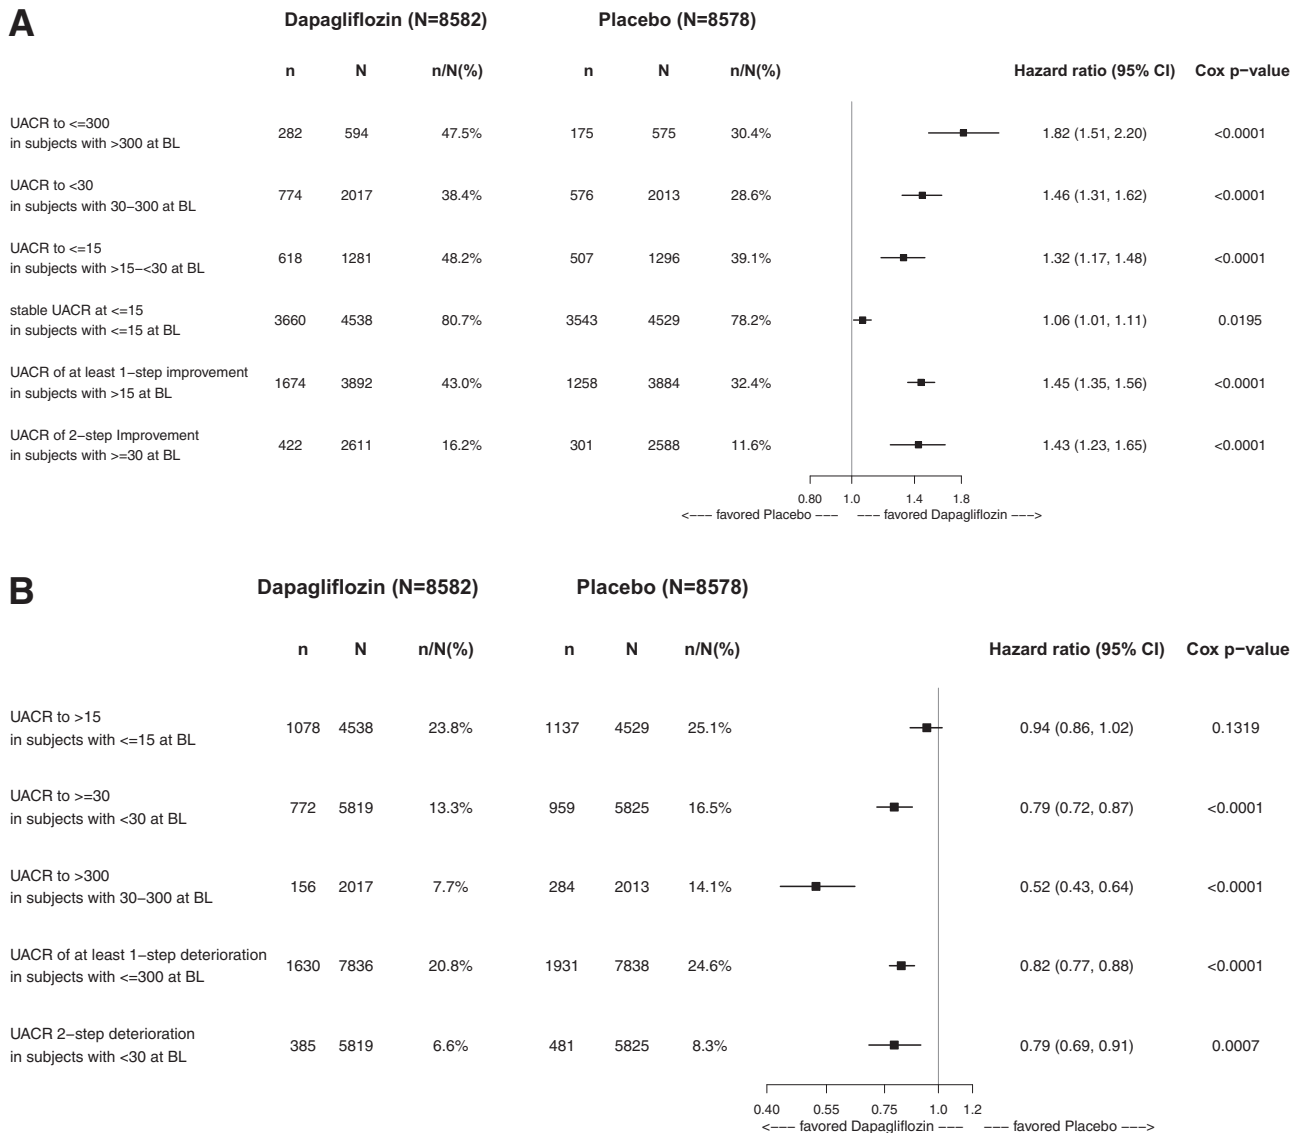 A
Dapagliflozin (N=8582) Placebo (N=8578)
n N n/N(%) n N n/N(%) Hazard ratio (95% CI) Cox p−value
UACR to <=300
in subjects with >300 at BL
282 594 47.5% 175 575 30.4% 1.82 (1.51, 2.20) <0.0001
UACR to <30
in subjects with 30−300 at BL
774 2017 38.4% 576 2013 28.6% 1.46 (1.31, 1.62) <0.0001
UACR to <=15
in subjects with >15−<30 at BL
618 1281 48.2% 507 1296 39.1% 1.32 (1.17, 1.48) <0.0001
stable UACR at <=15
in subjects with <=15 at BL
3660 4538 80.7% 3543 4529 78.2% 1.06 (1.01, 1.11) 0.0195
UACR of at least 1−step improvement
in subjects with >15 at BL
1674 3892 43.0% 1258 3884 32.4% 1.45 (1.35, 1.56) <0.0001
UACR of 2−step Improvement
in subjects with >=30 at BL
422 2611 16.2% 301 2588 11.6% 1.43 (1.23, 1.65) <0.0001
0.80 1.0 1.4 1.8
<−−− favored Placebo −−− −−− favored Dapagliflozin −−−>
B
Dapagliflozin (N=8582) Placebo (N=8578)
n N n/N(%) n N n/N(%) Hazard ratio (95% CI) Cox p−value
UACR to >15
in subjects with <=15 at BL
1078 4538 23.8% 1137 4529 25.1% 0.94 (0.86, 1.02) 0.1319
UACR to >=30
in subjects with <30 at BL
772 5819 13.3% 959 5825 16.5% 0.79 (0.72, 0.87) <0.0001
UACR to >300
in subjects with 30−300 at BL
156 2017 7.7% 284 2013 14.1% 0.52 (0.43, 0.64) <0.0001
UACR of at least 1−step deterioration
in subjects with <=300 at BL
1630 7836 20.8% 1931 7838 24.6% 0.82 (0.77, 0.88) <0.0001
UACR 2−step deterioration
in subjects with <30 at BL
385 5819 6.6% 481 5825 8.3% 0.79 (0.69, 0.91) 0.0007
0.40 0.55 0.75 1.0 1.2
<−−− favored Dapagliflozin −−− −−− favored Placebo −−−>